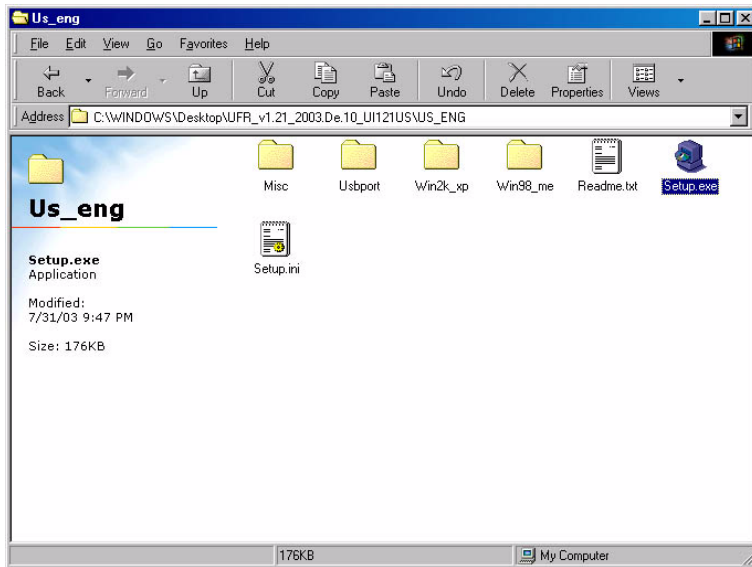 Us_eng
File Edit View Go Favorites Help
Back Forward Up Cut Copy Paste Undo Delete Properties Views
Address C:\WINDOWS\Desktop\UFR_v1.21_2003.De.10_UI121US\US_ENG
Us_eng
Setup.exe
Application
Modified:
7/31/03 9:47 PM
Size: 176KB
Misc Usbport Win2k_xp Win98_me Readme.txt Setup.exe
Setup.ini
176KB My Computer